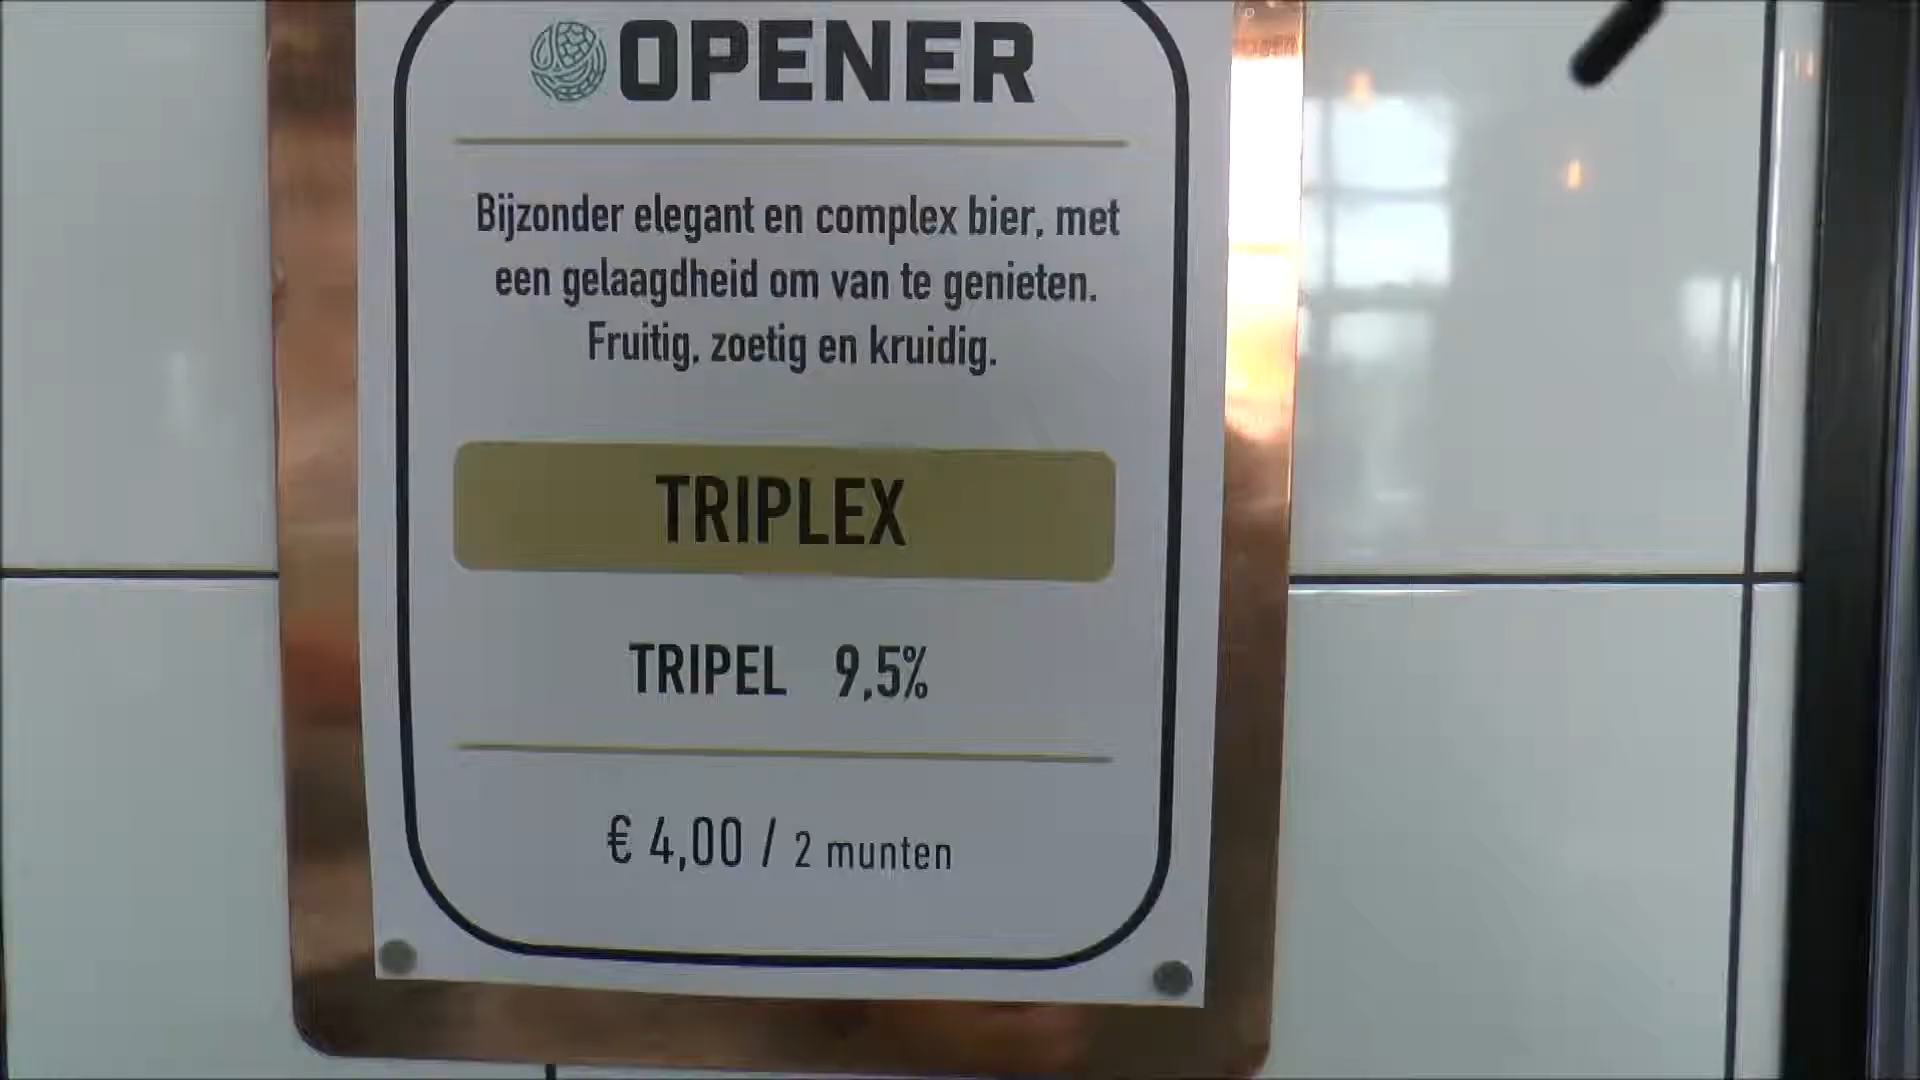 OPENER
Bijzonder elegant en complex bier, met
een gelaagdheid om van te genieten.
Fruitig, zoetig en kruidig.
TRIPLEX
TRIPEL 9,5%
€ 4,00 / 2 munten